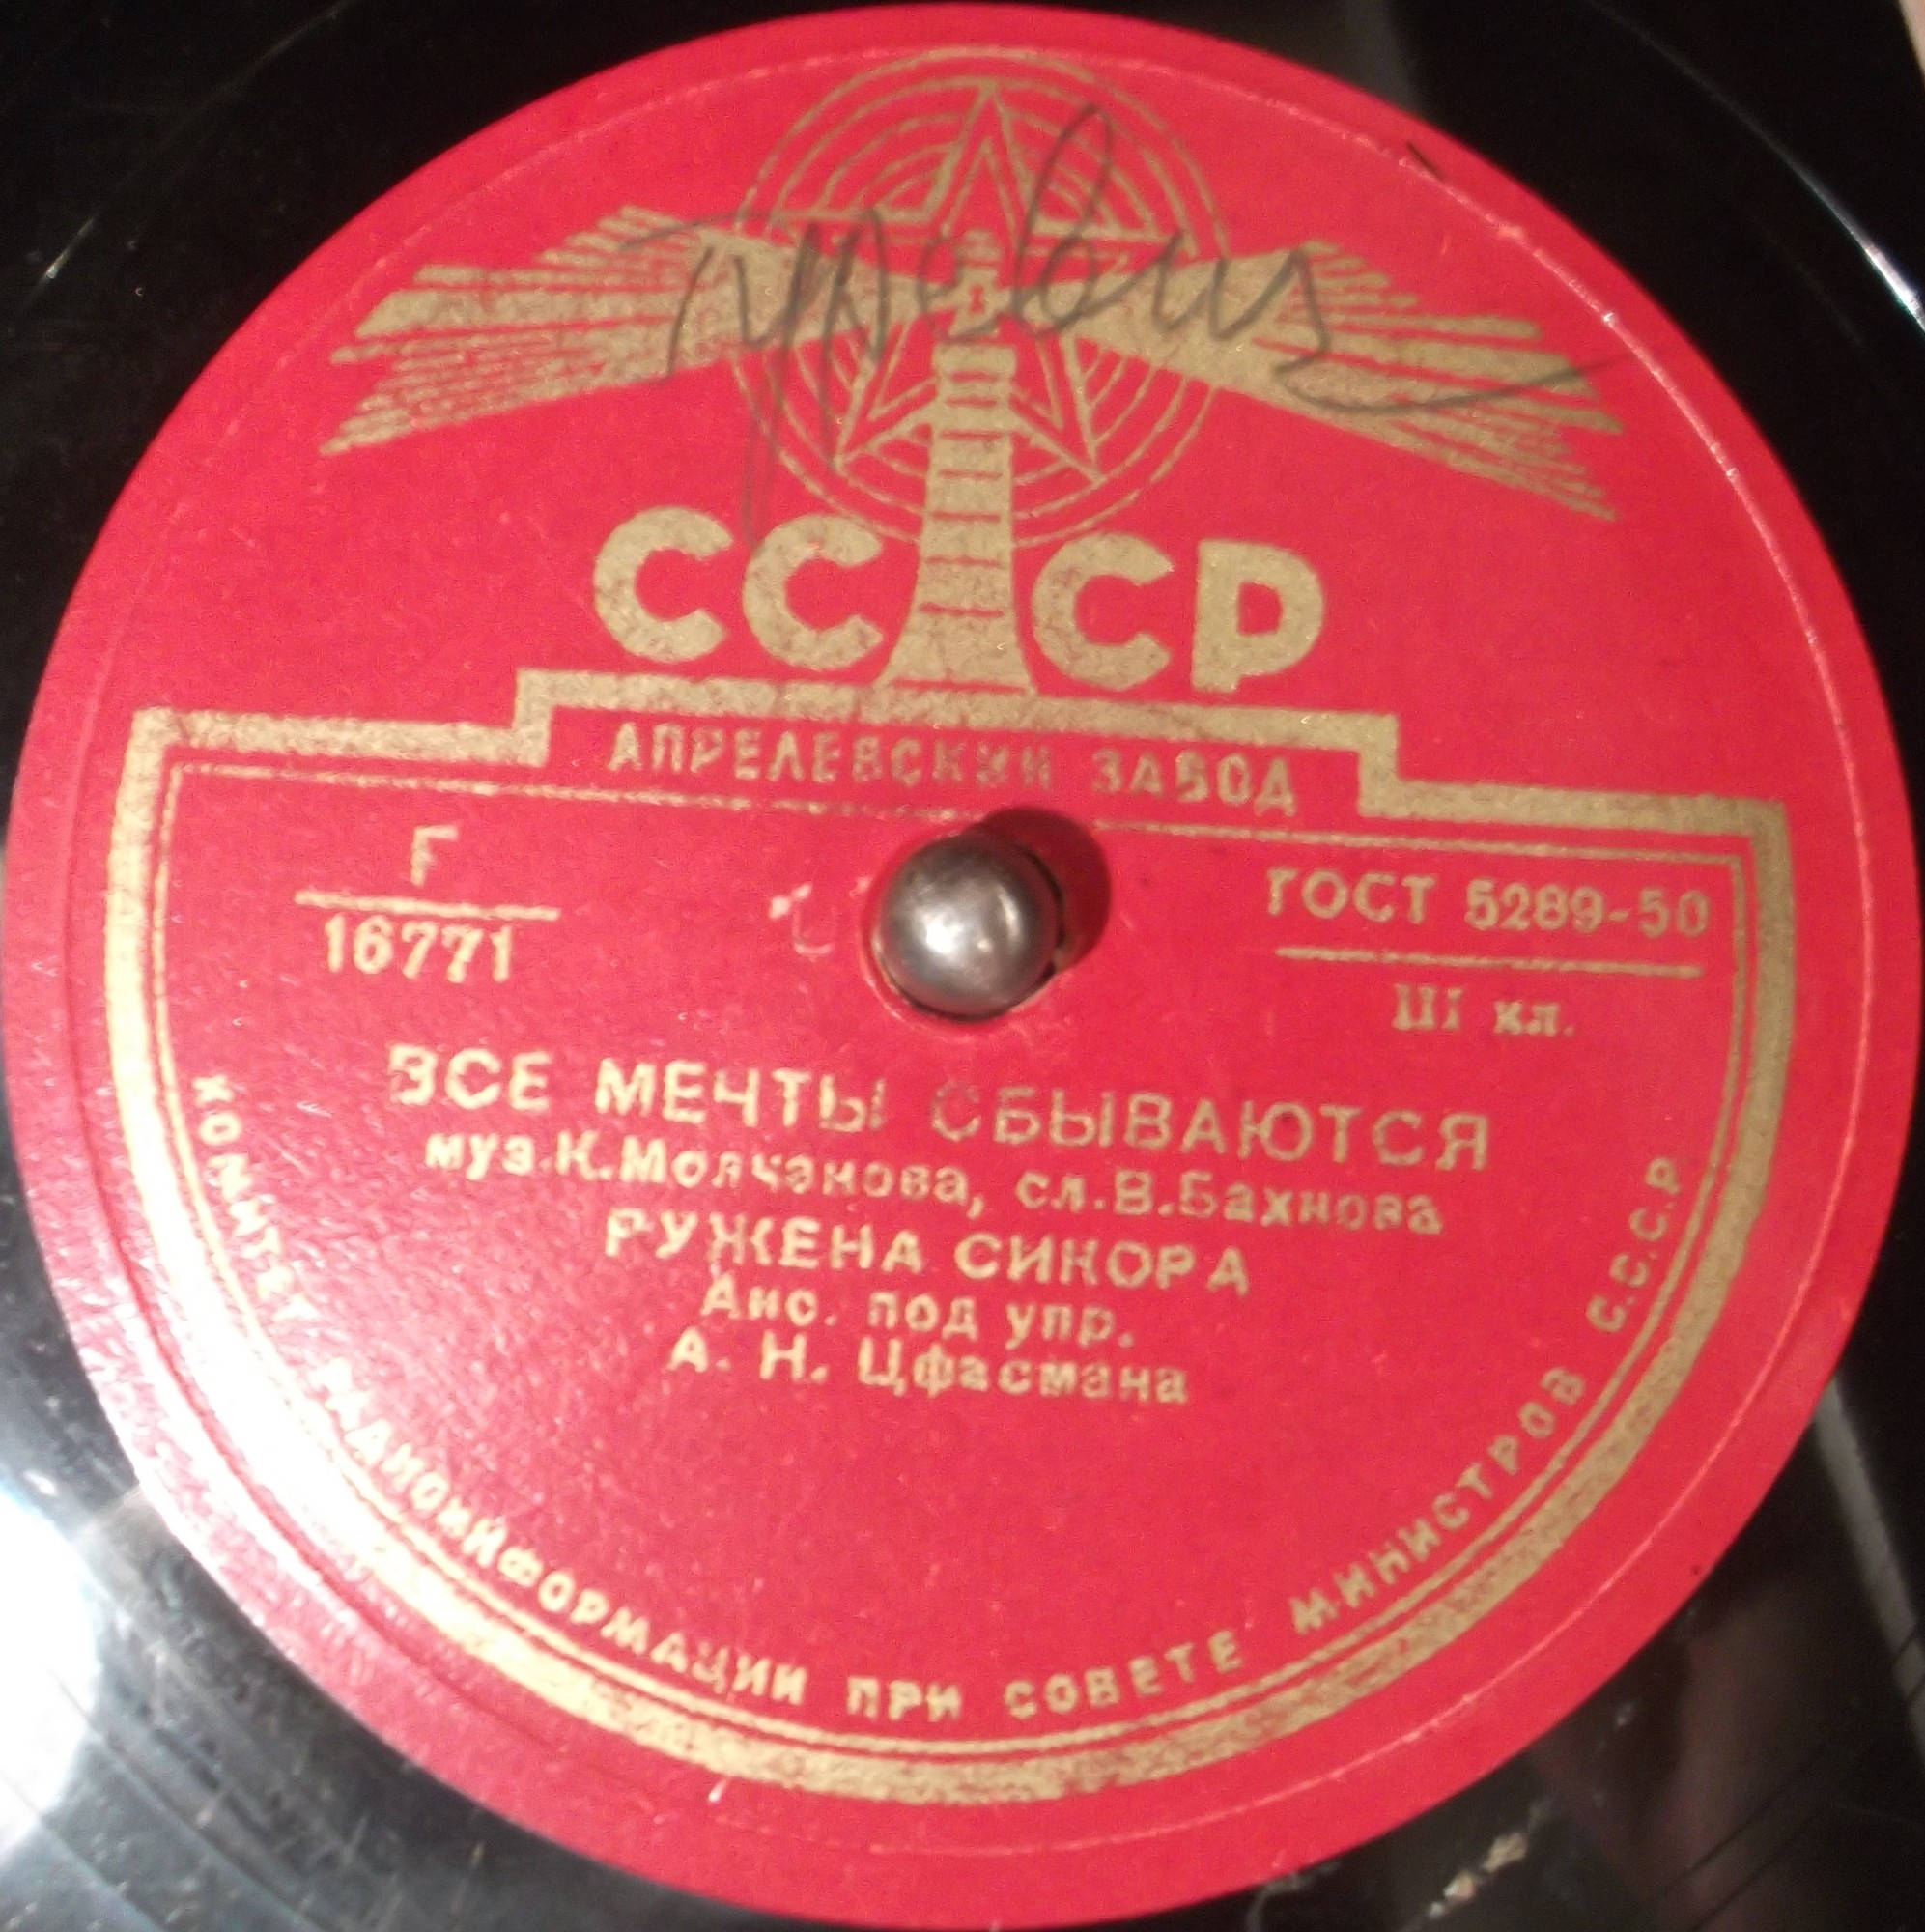 СССР
АПРЕЛЕВСКИЙ ЗАВОД
Г
16771
ГОСТ 5289-50
III кл.
ВСЕ МЕЧТЫ СБЫВАЮТСЯ
муз.К.Молчанова, сл.В.Бахнова
РУЖЕНА СИКОРА
Анс. под упр.
А. Н. Цфасмана
КОМИТЕТ РАДИОИНФОРМАЦИИ ПРИ СОВЕТЕ МИНИСТРОВ С.С.С.Р.